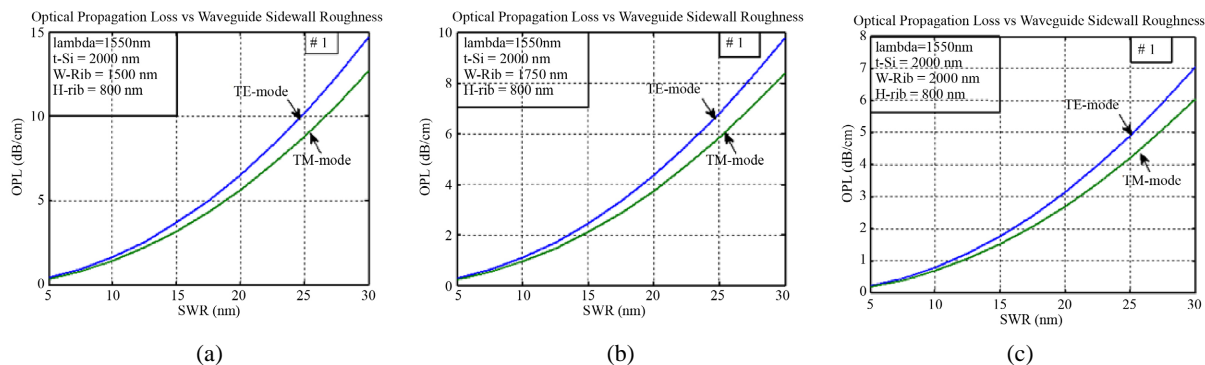 Optical Propagation Loss vs Waveguide Sidewall Roughness
15
10
5
0
OPL (dB/cm)
lambda=1550nm
t-Si = 2000 nm
W-Rib = 1500 nm
H-rib = 800 nm
# 1
TE-mode
TM-mode
5 10 15 20 25 30
SWR (nm)
(a)
Optical Propagation Loss vs Waveguide Sidewall Roughness
10
8
6
4
2
0
OPL (dB/cm)
lambda=1550nm
t-Si = 2000 nm
W-Rib = 1750 nm
H-rib = 800 nm
# 1
TE-mode
TM-mode
5 10 15 20 25 30
SWR (nm)
(b)
Optical Propagation Loss vs Waveguide Sidewall Roughness
8
7
6
5
4
3
2
1
0
OPL (dB/cm)
lambda=1550nm
t-Si = 2000 nm
W-Rib = 2000 nm
H-rib = 800 nm
# 1
TE-mode
TM-mode
5 10 15 20 25 30
SWR (nm)
(c)